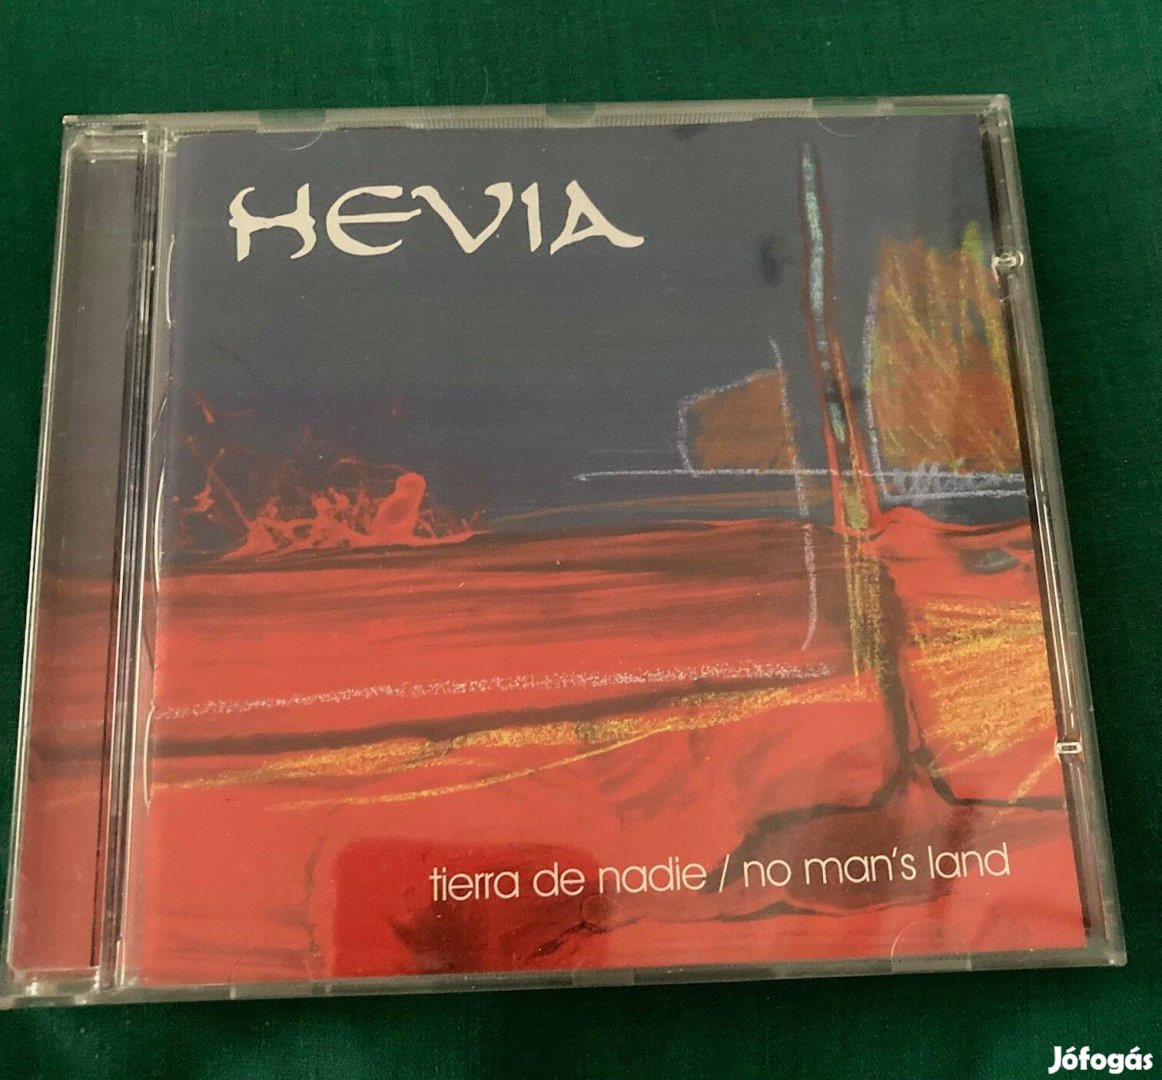 HEVIA
tierra de nadie / no man's land
Jófogás